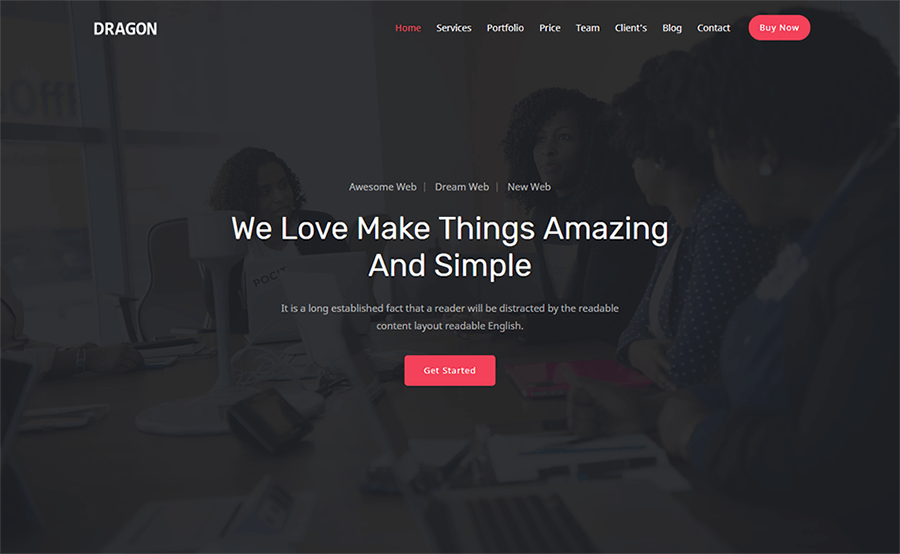 DRAGON
Home Services Portfolio Price Team Client's Blog Contact Buy Now
Awesome Web | Dream Web | New Web
We Love Make Things Amazing
And Simple
It is a long established fact that a reader will be distracted by the readable
content layout readable English.
Get Started